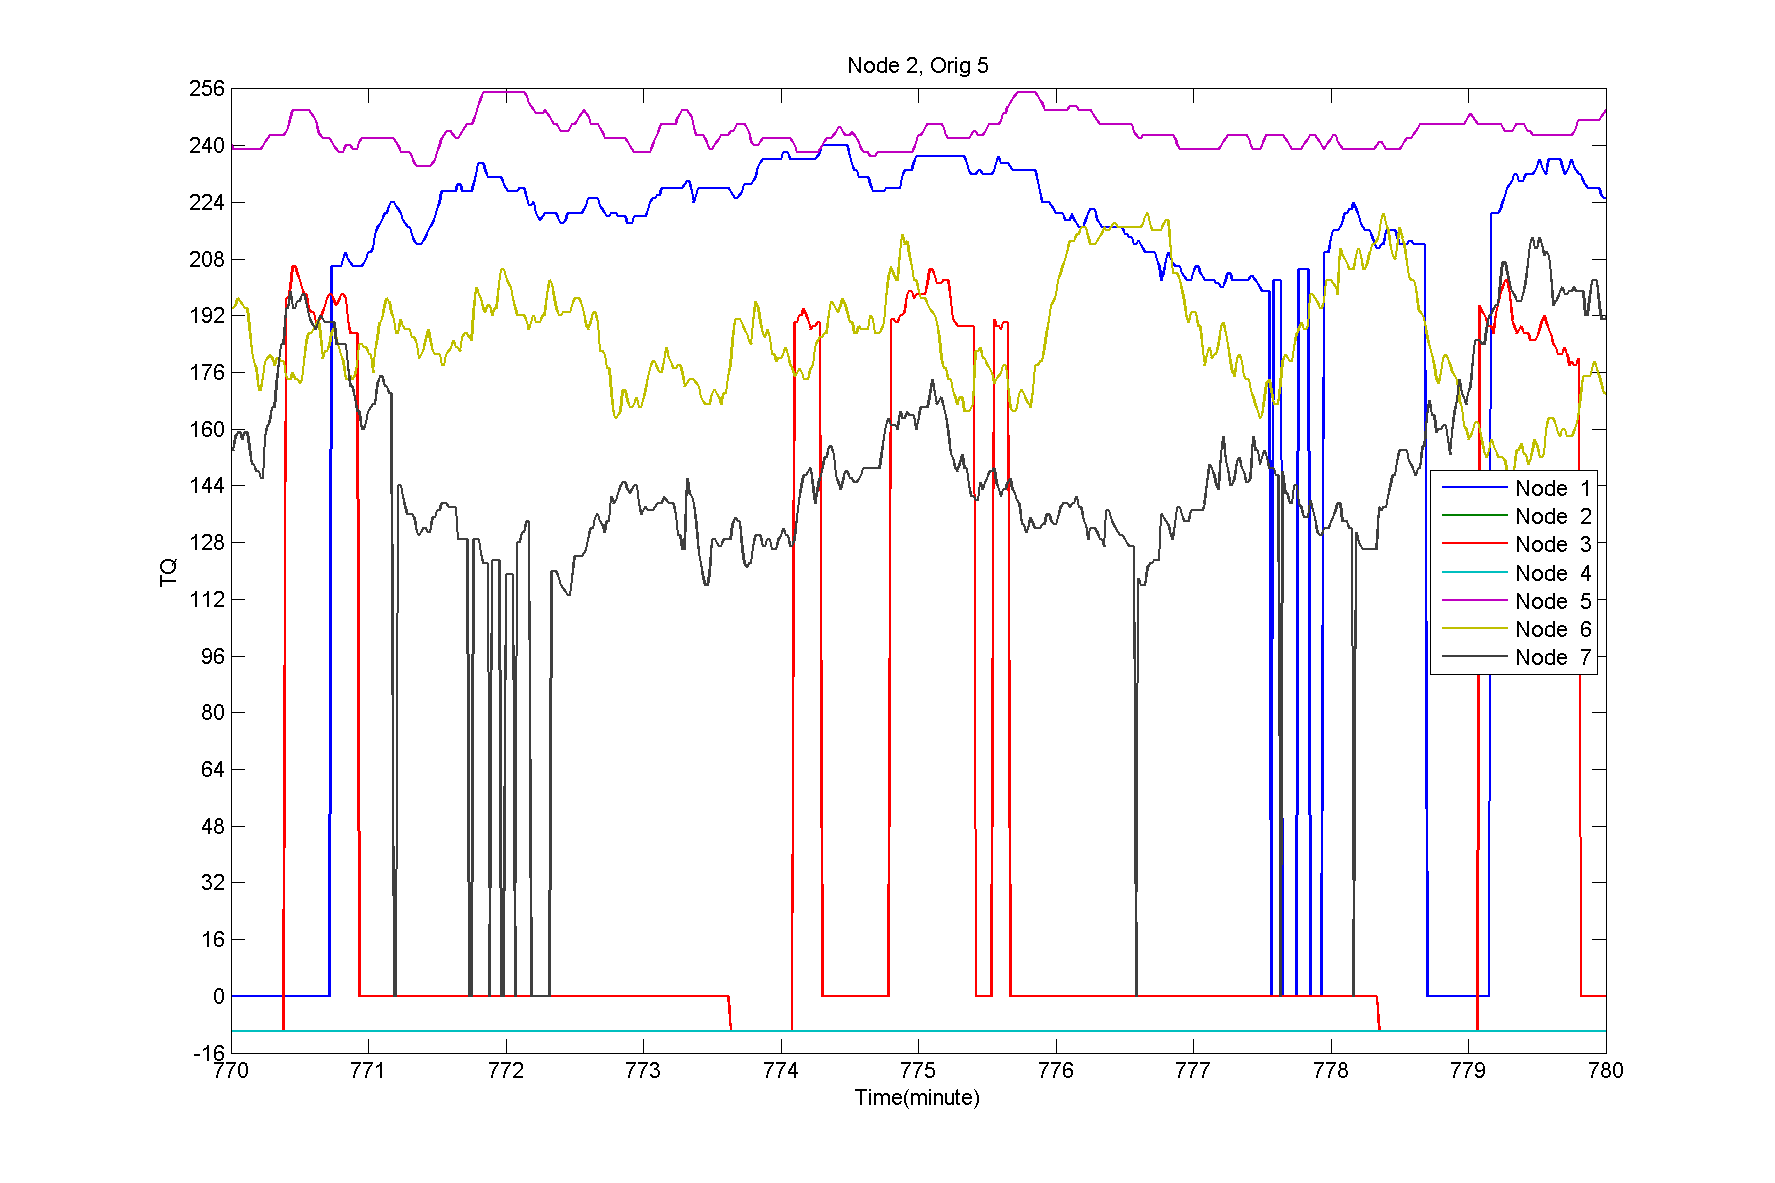 Node 2, Orig 5
256
240
224
208
192
176
160
144
128
112
96
80
64
48
32
16
0
-16
TQ
Node 1
Node 2
Node 3
Node 4
Node 5
Node 6
Node 7
770 771 772 773 774 775 776 777 778 779 780
Time(minute)